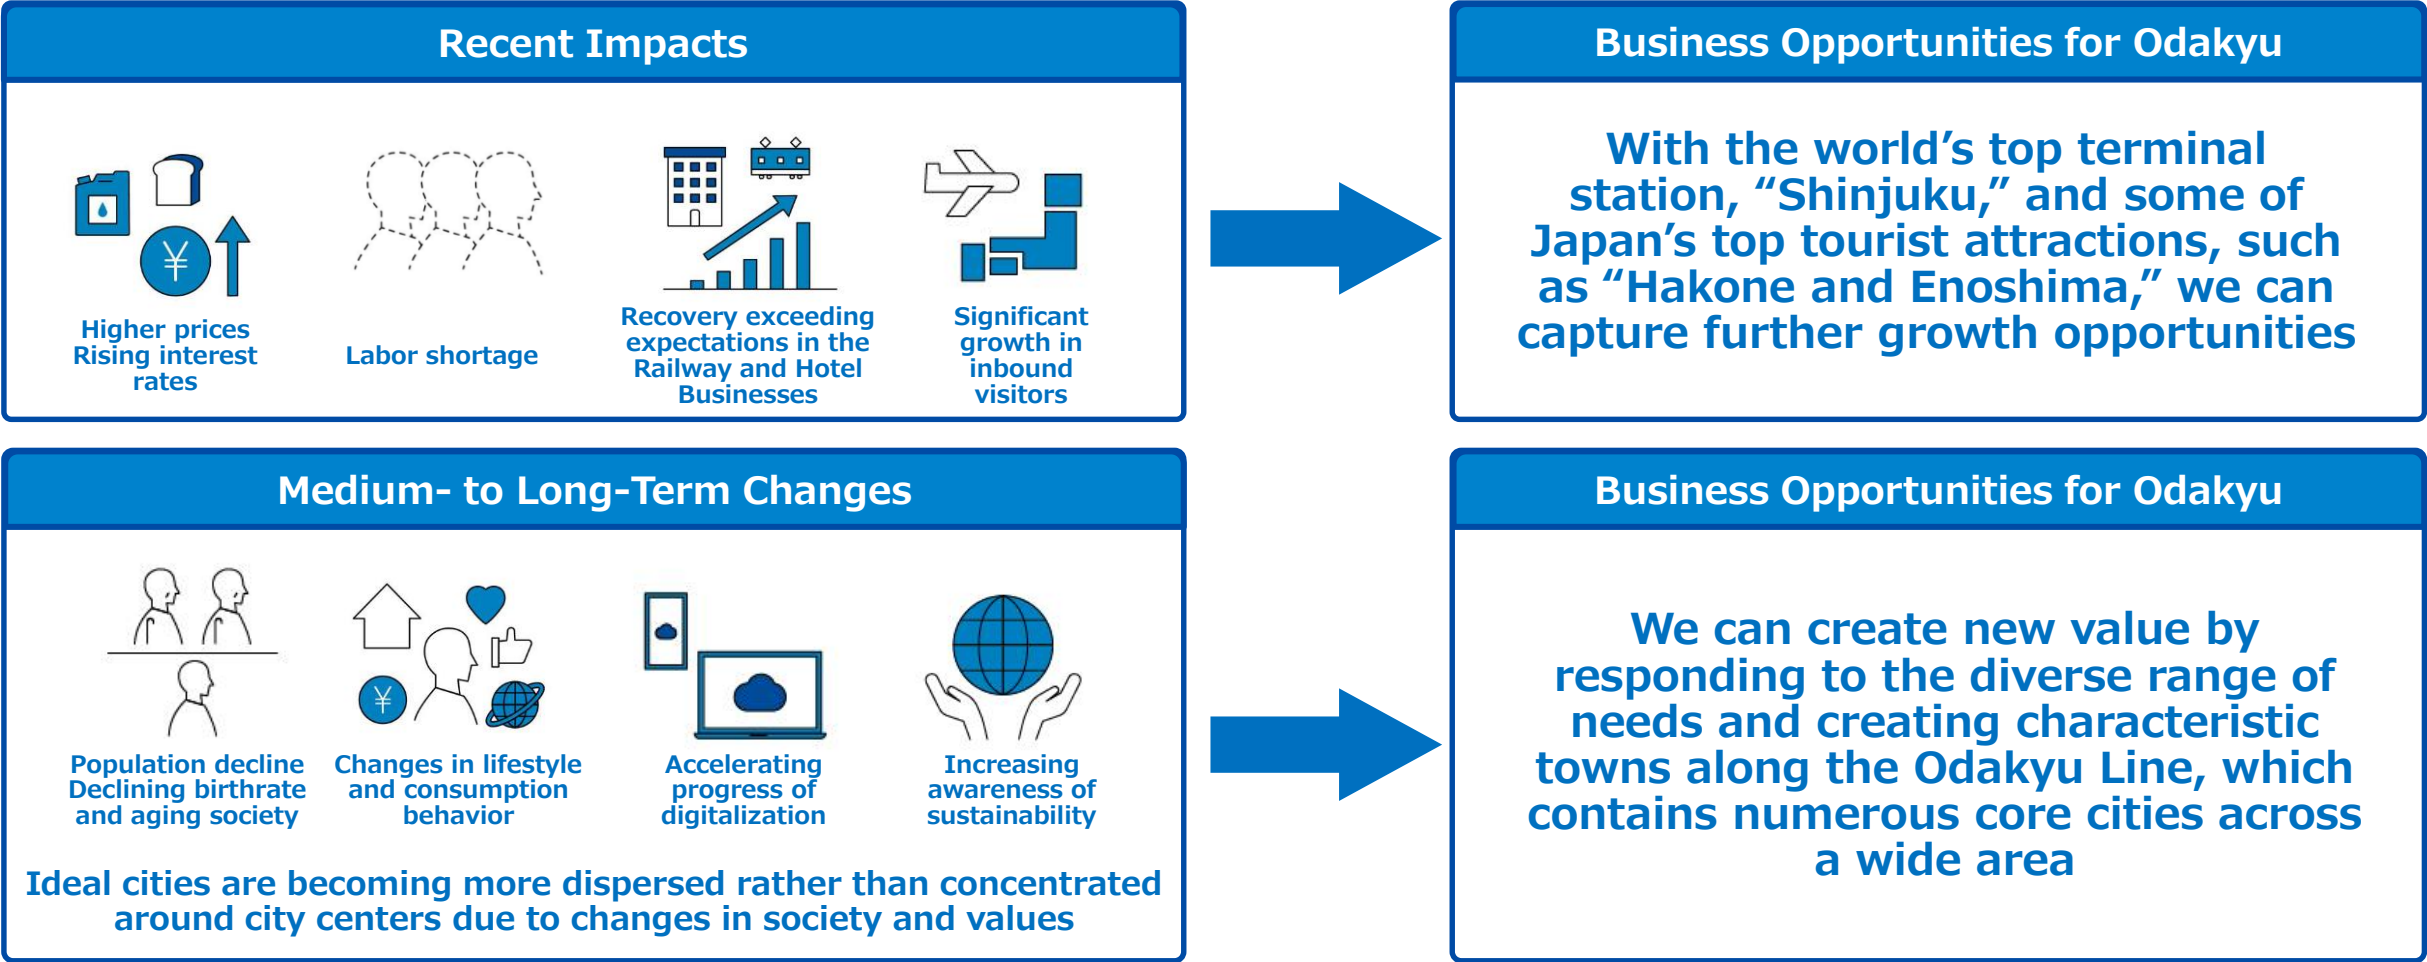 Recent Impacts
Higher prices
Rising interest
rates
Labor shortage
Recovery exceeding
expectations in the
Railway and Hotel
Businesses
Significant
growth in
inbound
visitors
Business Opportunities for Odakyu
With the world’s top terminal
station, “Shinjuku,” and some of
Japan’s top tourist attractions, such
as “Hakone and Enoshima,” we can
capture further growth opportunities
Medium- to Long-Term Changes
¥
Population decline
Declining birthrate
and aging society
Changes in lifestyle
and consumption
behavior
Accelerating
progress of
digitalization
Increasing
awareness of
sustainability
Ideal cities are becoming more dispersed rather than concentrated
around city centers due to changes in society and values
Business Opportunities for Odakyu
We can create new value by
responding to the diverse range of
needs and creating characteristic
towns along the Odakyu Line, which
contains numerous core cities across
a wide area